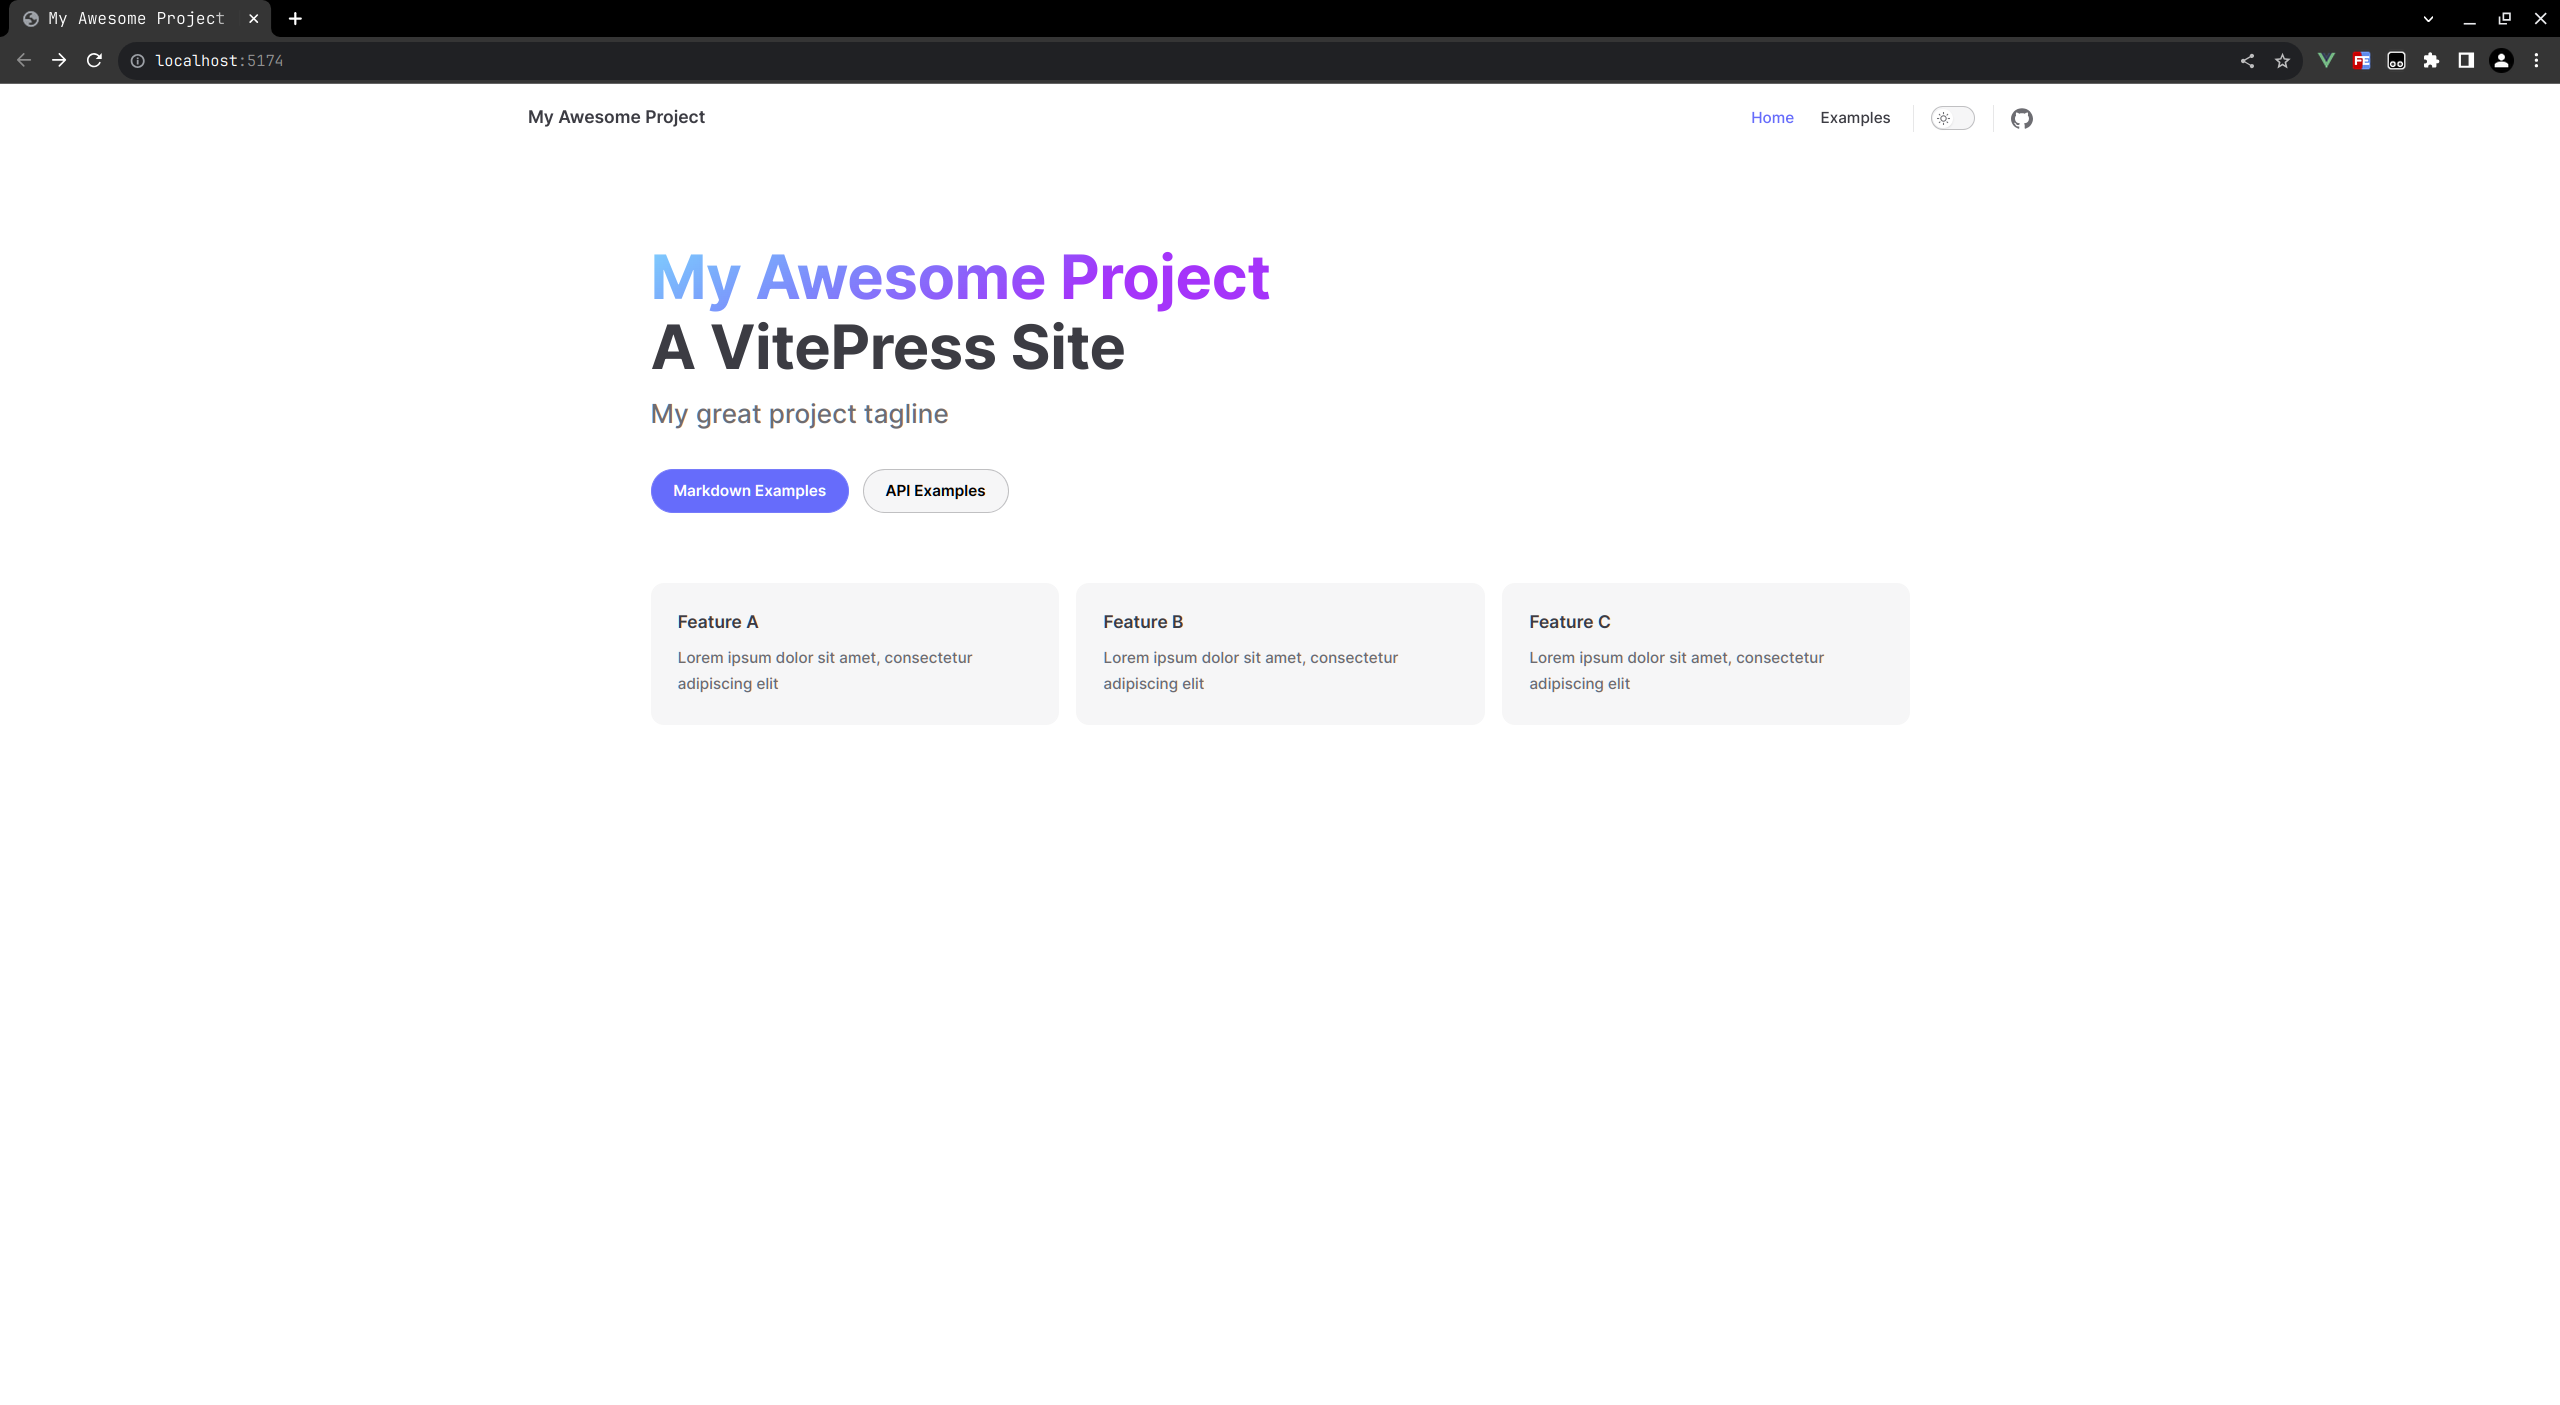 My Awesome Project
localhost:5174
FE
My Awesome Project
Home
Examples
My Awesome Project
A VitePress Site
My great project tagline
Markdown Examples
API Examples
Feature A
Lorem ipsum dolor sit amet, consectetur
adipiscing elit
Feature B
Lorem ipsum dolor sit amet, consectetur
adipiscing elit
Feature C
Lorem ipsum dolor sit amet, consectetur
adipiscing elit